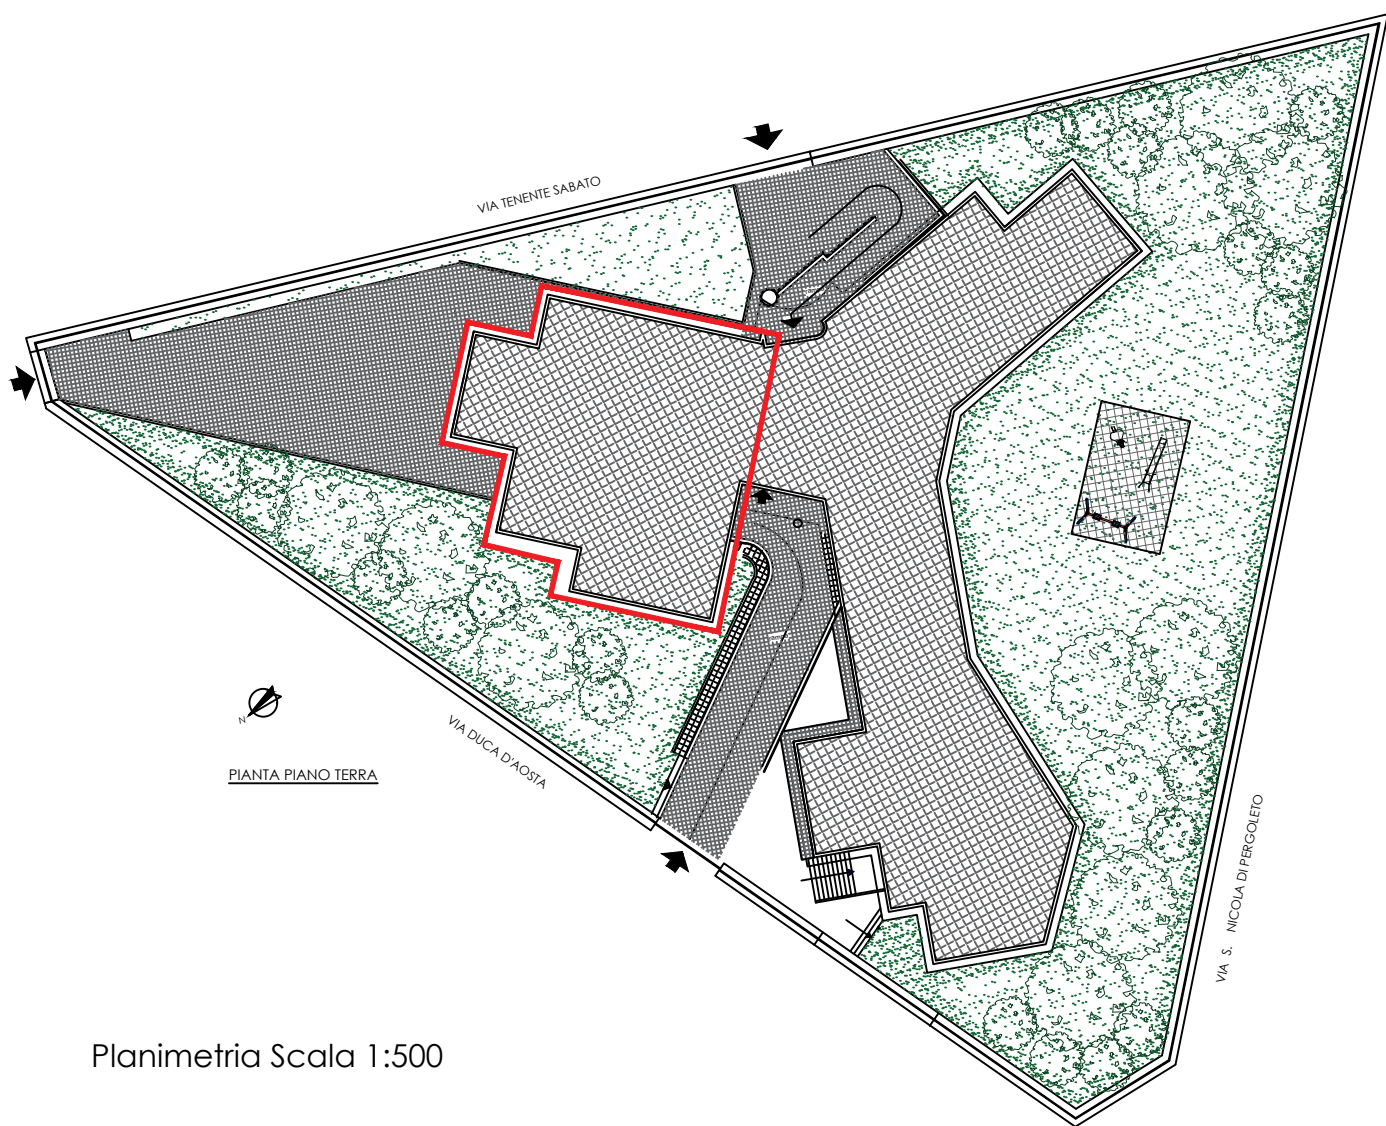 VIA TENENTE SABATO
N
VIA DUCA D'AOSTA
PIANTA PIANO TERRA
VIA S. NICOLA DI PERGOLETO
Planimetria Scala 1:500